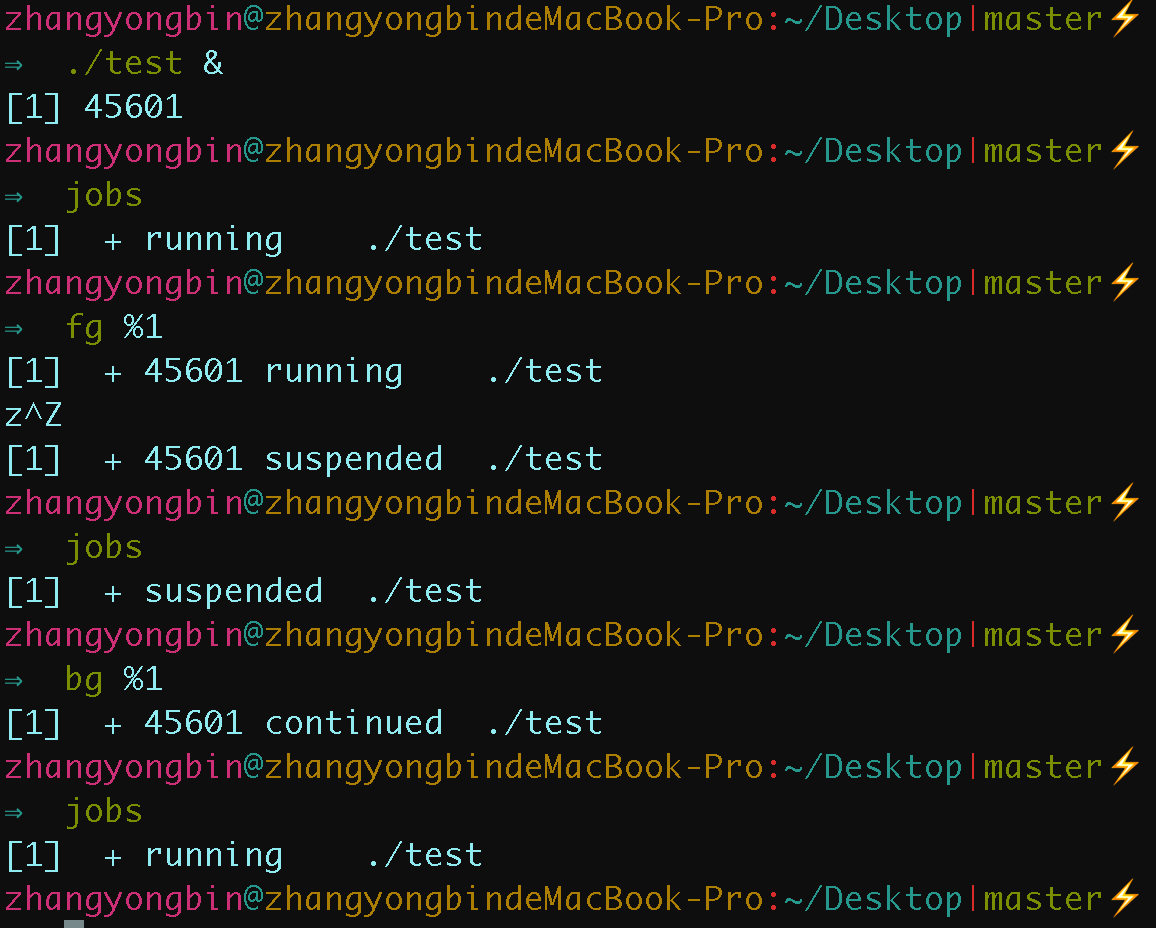 zhangyongbin@zhangyongbindeMacBook-Pro:~/Desktop|master⚡
⇒  ./test &
[1] 45601
zhangyongbin@zhangyongbindeMacBook-Pro:~/Desktop|master⚡
⇒  jobs
[1]  + running    ./test
zhangyongbin@zhangyongbindeMacBook-Pro:~/Desktop|master⚡
⇒  fg %1
[1]  + 45601 running    ./test
z^Z
[1]  + 45601 suspended  ./test
zhangyongbin@zhangyongbindeMacBook-Pro:~/Desktop|master⚡
⇒  jobs
[1]  + suspended  ./test
zhangyongbin@zhangyongbindeMacBook-Pro:~/Desktop|master⚡
⇒  bg %1
[1]  + 45601 continued  ./test
zhangyongbin@zhangyongbindeMacBook-Pro:~/Desktop|master⚡
⇒  jobs
[1]  + running    ./test
zhangyongbin@zhangyongbindeMacBook-Pro:~/Desktop|master⚡